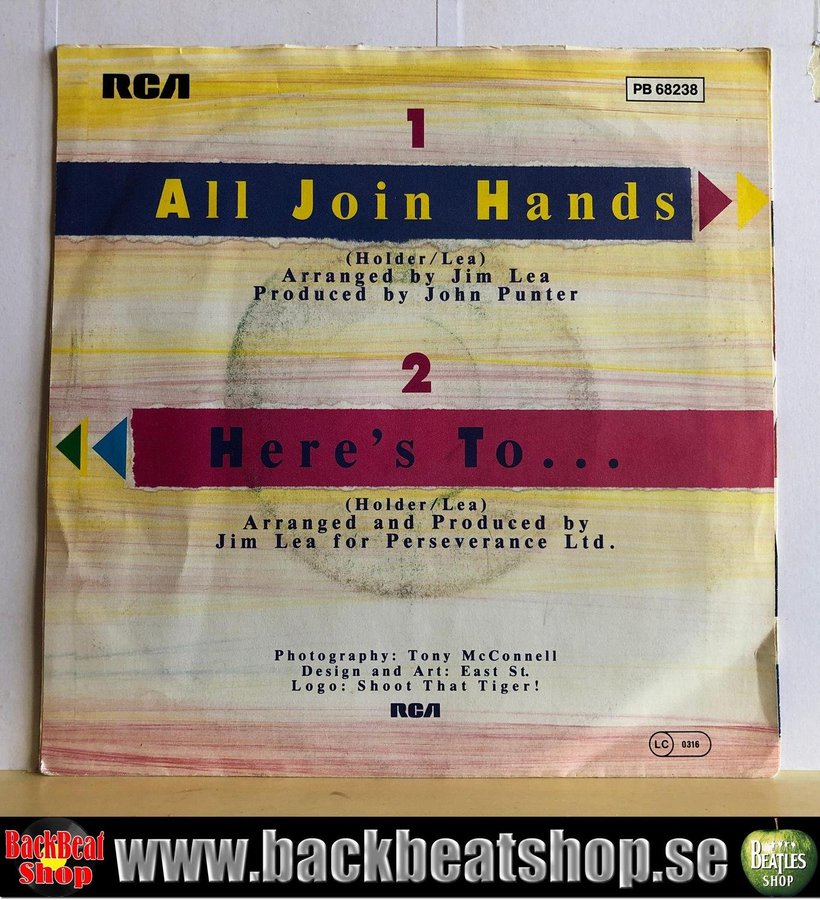 RCA
PB 68238
1
All Join Hands
(Holder/Lea)
Arranged by Jim Lea
Produced by John Punter
2
Here's To...
(Holder/Lea)
Arranged and Produced by
Jim Lea for Perseverance Ltd.
Photography: Tony McConnell
Design and Art: East St.
Logo: Shoot That Tiger!
RCA
LC 0316
BackBeat
Shop
www.backbeatshop.se
BEATLES
SHOP